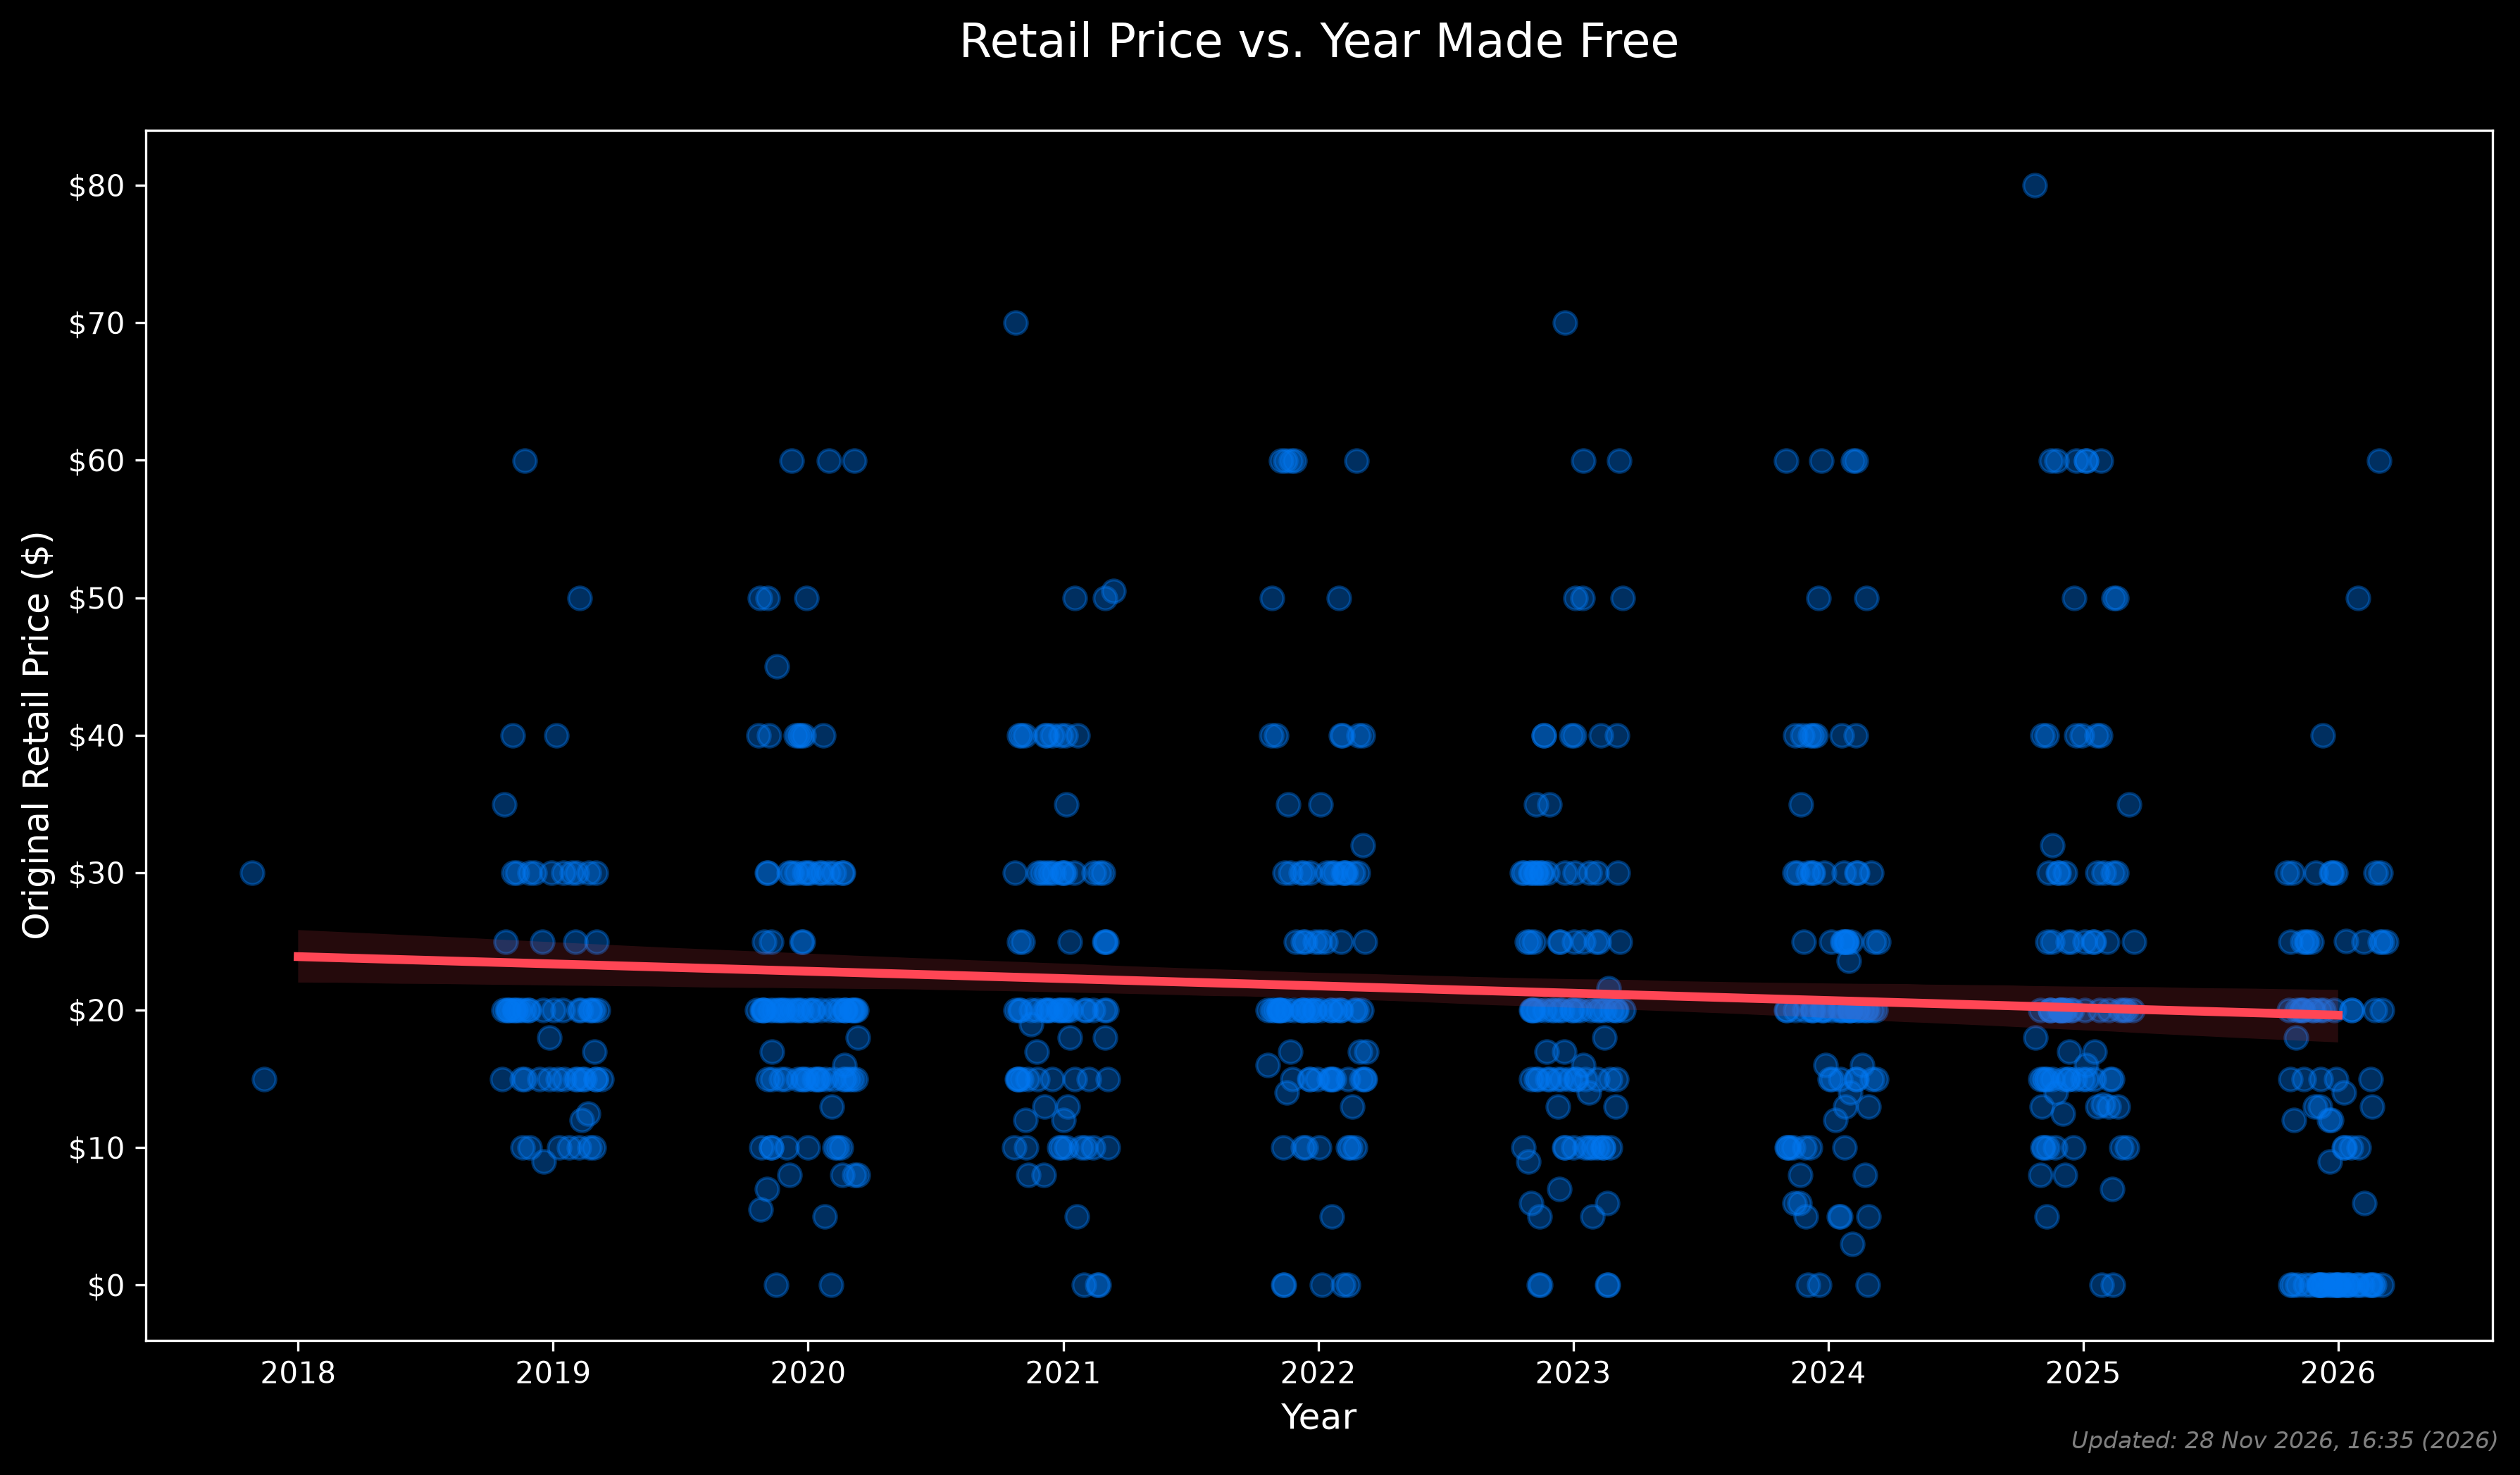 Retail Price vs. Year Made Free
Original Retail Price ($)
$80
$70
$60
$50
$40
$30
$20
$10
$0
2018 2019 2020 2021 2022 2023 2024 2025 2026
Year
Updated: 28 Nov 2026, 16:35 (2026)